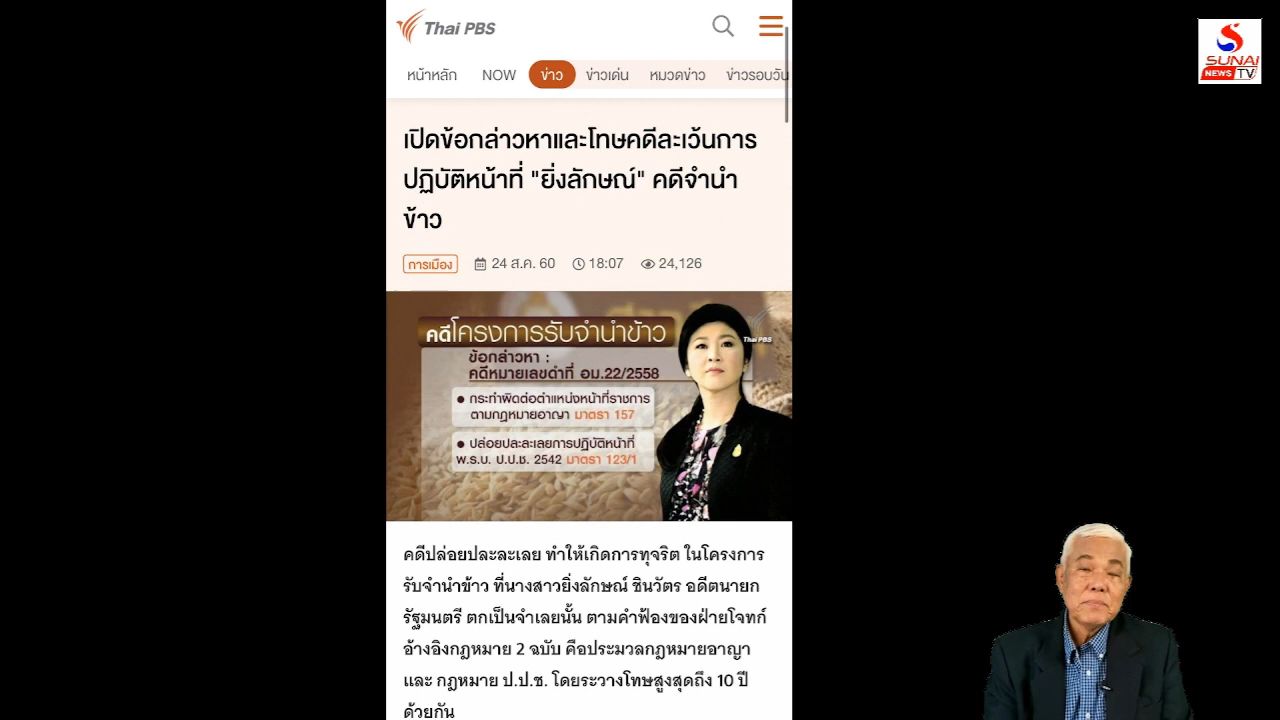 Thai PBS
SUNAI
NEWS TV
หน้าหลัก NOW ข่าว ข่าวเด่น หมวดข่าว ข่าวรอบวัน
เปิดข้อกล่าวหาและโทษคดีละเว้นการ
ปฏิบัติหน้าที่ "ยิ่งลักษณ์" คดีจำนำ
ข้าว
การเมือง 24 ส.ค. 60 18:07 24,126
คดีโครงการรับจำนำข้าว
Thai PBS
ข้อกล่าวหา :
คดีหมายเลขดำที่ อม.22/2558
● กระทำผิดต่อตำแหน่งหน้าที่ราชการ
ตามกฎหมายอาญา มาตรา 157
● ปล่อยปละละเลยการปฏิบัติหน้าที่
พ.ร.บ. ป.ป.ช. 2542 มาตรา 123/1
คดีปล่อยปละละเลย ทำให้เกิดการทุจริต ในโครงการ
รับจำนำข้าว ที่นางสาวยิ่งลักษณ์ ชินวัตร อดีตนายก
รัฐมนตรี ตกเป็นจำเลยนั้น ตามคำฟ้องของฝ่ายโจทก์
อ้างอิงกฎหมาย 2 ฉบับ คือประมวลกฎหมายอาญา
และ กฎหมาย ป.ป.ช. โดยระวางโทษสูงสุดถึง 10 ปี
ด้วยกัน